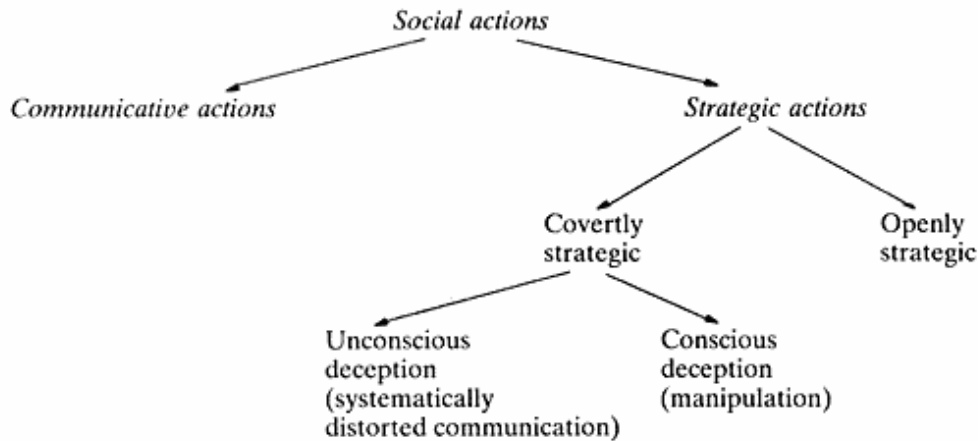 Social actions
Communicative actions
Strategic actions
Covertly
strategic
Openly
strategic
Unconscious
deception
(systematically
distorted communication)
Conscious
deception
(manipulation)